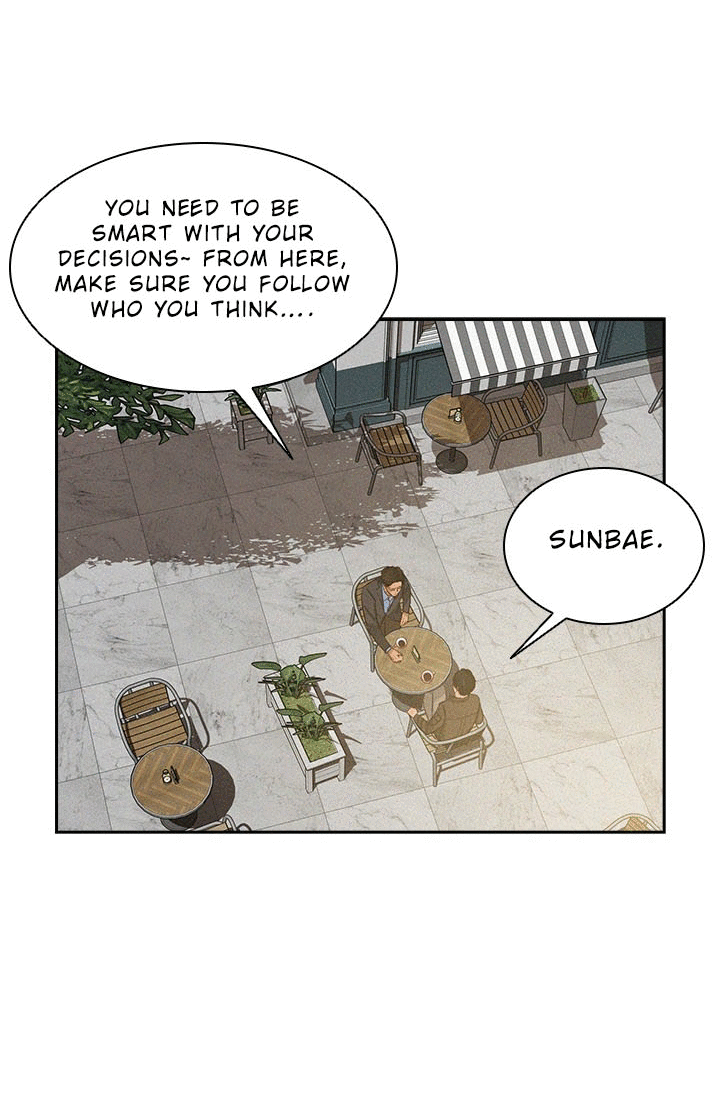 YOU NEED TO BE
SMART WITH YOUR
DECISIONS~ FROM HERE,
MAKE SURE YOU FOLLOW
WHO YOU THINK....
SUNBAE.